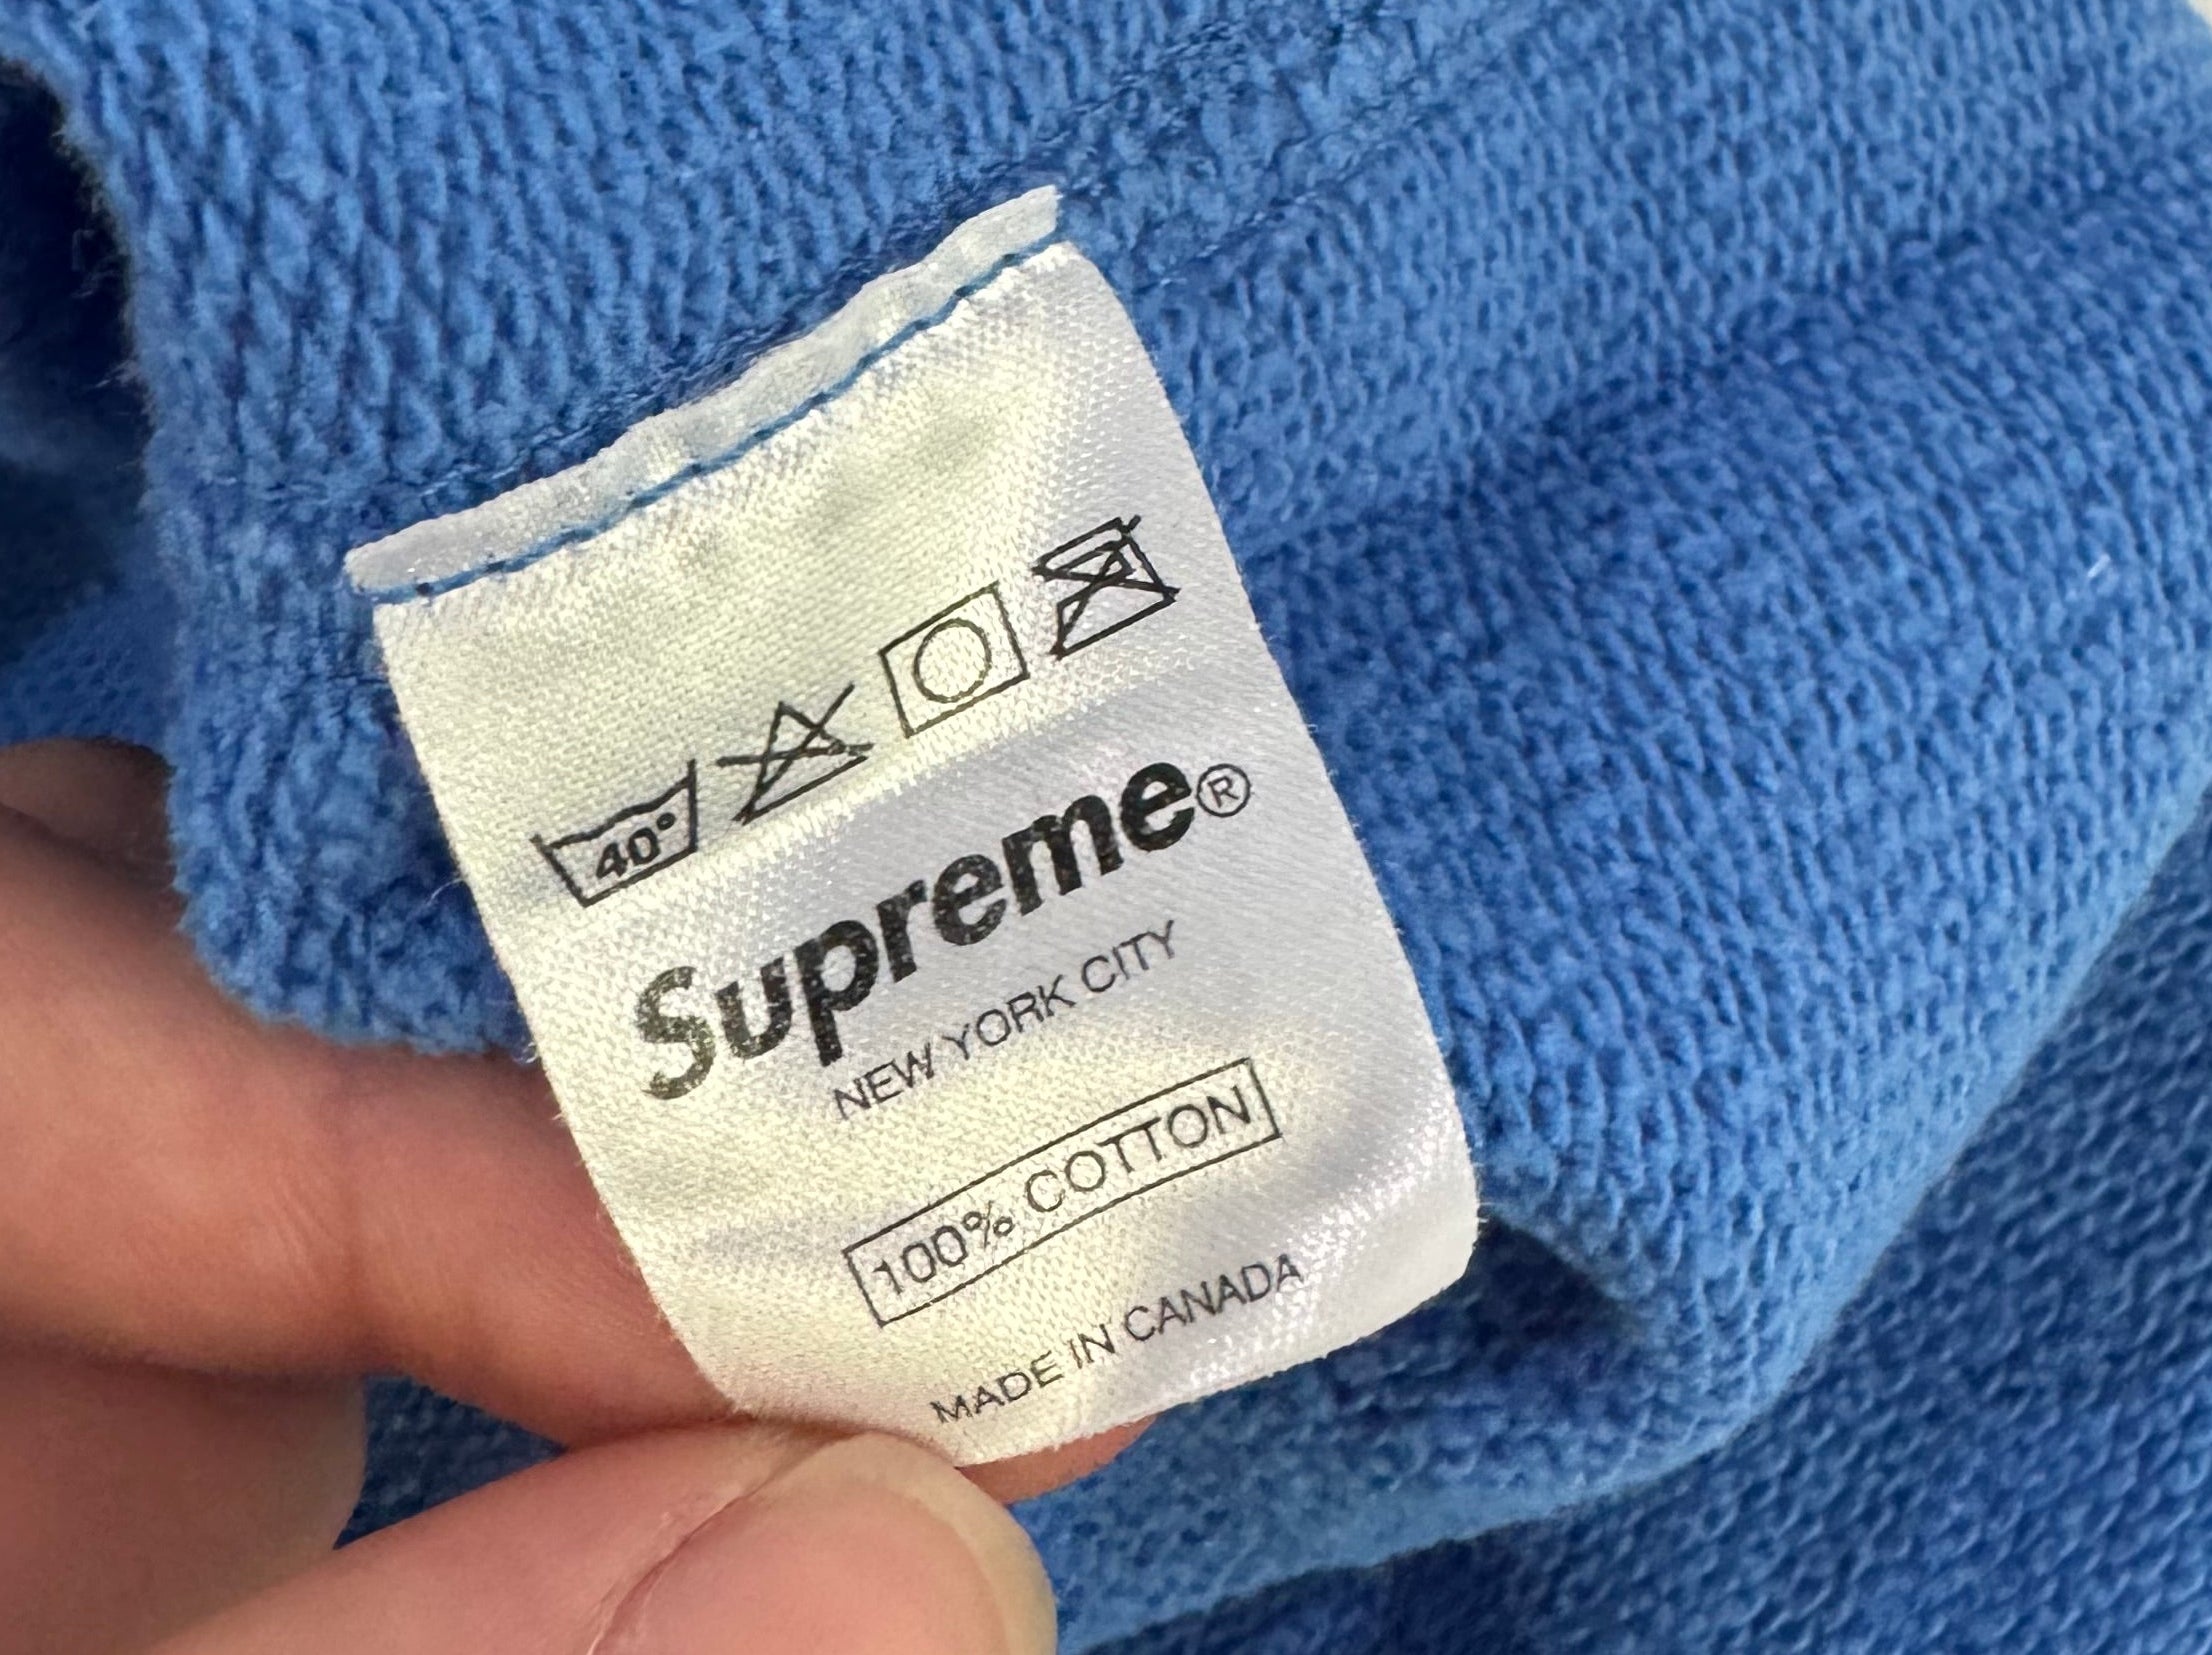 40°
Supreme®
NEW YORK CITY
100% COTTON
MADE IN CANADA